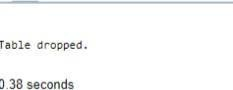 Table dropped.
0.38 seconds